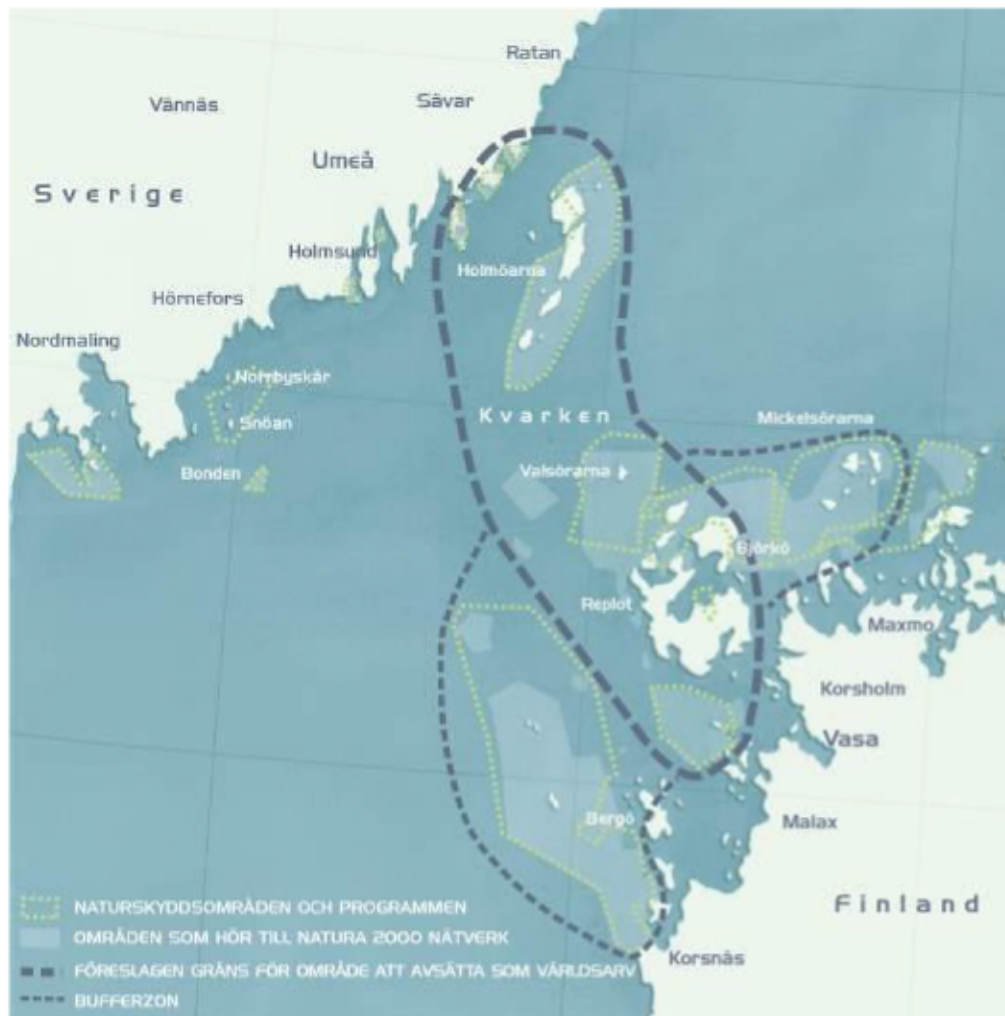 Ratan
Sävar
Vännäs
Umeå
Sverige
Holmsund
Holmöarna
Hörnefors
Nordmaling
Norrbyskär
Snöan
Kvarken
Mickelsörarna
Bonden
Valsörarna
Björkö
Replot
Maxmo
Korsholm
Vasa
Bergö
Malax
Finland
Korsnäs
NATURSKYDDSOMRÅDEN OCH PROGRAMMEN
OMRÅDEN SOM HÖR TILL NATURA 2000 NÄTVERK
FÖRESLAGEN GRÄNS FÖR OMRÅDE ATT AVSÄTTA SOM VÄRLDSARV
BUFFERZON